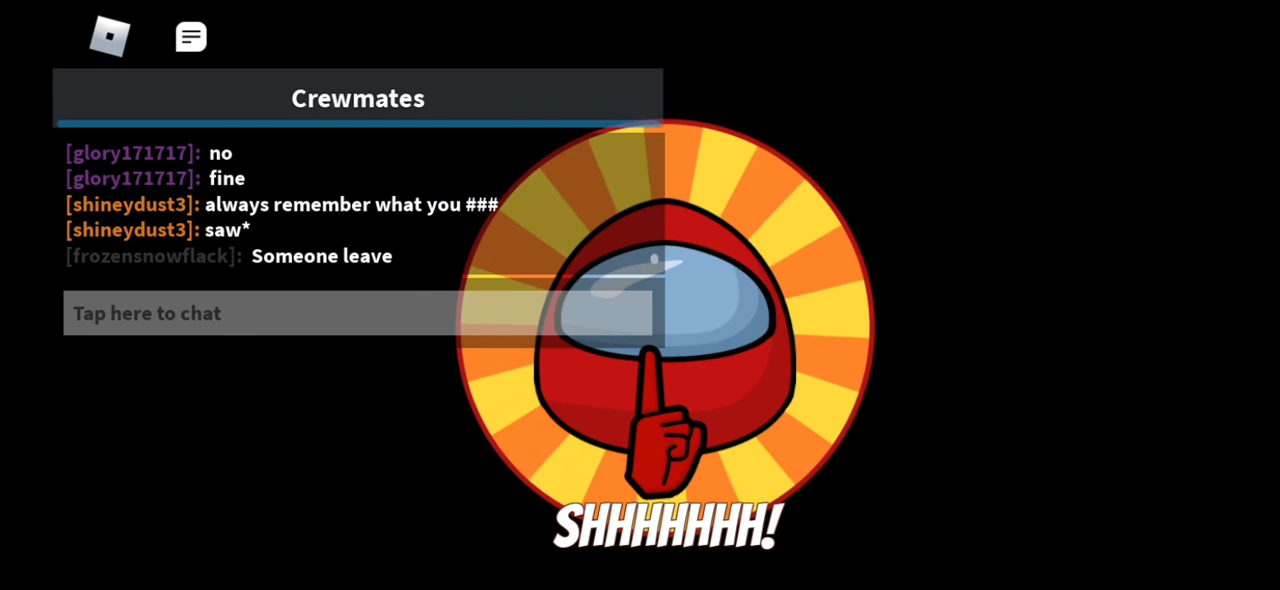 Crewmates
[glory171717]: no
[glory171717]: fine
[shineydust3]: always remember what you ###
[shineydust3]: saw*
[frozensnowflack]: Someone leave
Tap here to chat
SHHHHHHH!